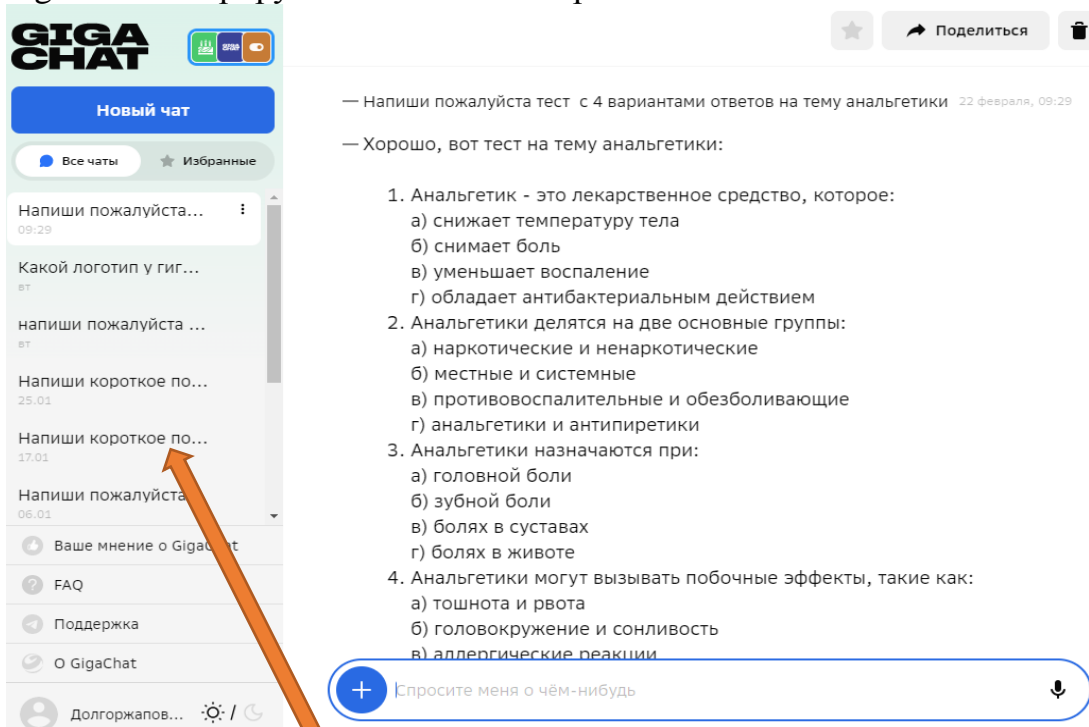 GIGA
CHAT
Новый чат
Все чаты
Избранные
Напиши пожалуйста...
09:29
Какой логотип у гиг...
вт
напиши пожалуйста ...
вт
Напиши короткое по...
25.01
Напиши короткое по...
17.01
Напиши пожалуйста
06.01
Ваше мнение о GigaChat
FAQ
Поддержка
О GigaChat
Долгоржапов...
Поделиться
— Напиши пожалуйста тест с 4 вариантами ответов на тему анальгетики 22 февраля, 09:29
— Хорошо, вот тест на тему анальгетики:
1. Анальгетик - это лекарственное средство, которое:
а) снижает температуру тела
б) снимает боль
в) уменьшает воспаление
г) обладает антибактериальным действием
2. Анальгетики делятся на две основные группы:
а) наркотические и ненаркотические
б) местные и системные
в) противовоспалительные и обезболивающие
г) анальгетики и антипиретики
3. Анальгетики назначаются при:
а) головной боли
б) зубной боли
в) болях в суставах
г) болях в животе
4. Анальгетики могут вызывать побочные эффекты, такие как:
а) тошнота и рвота
б) головокружение и сонливость
в) аллергические реакции
Спросите меня о чём-нибудь